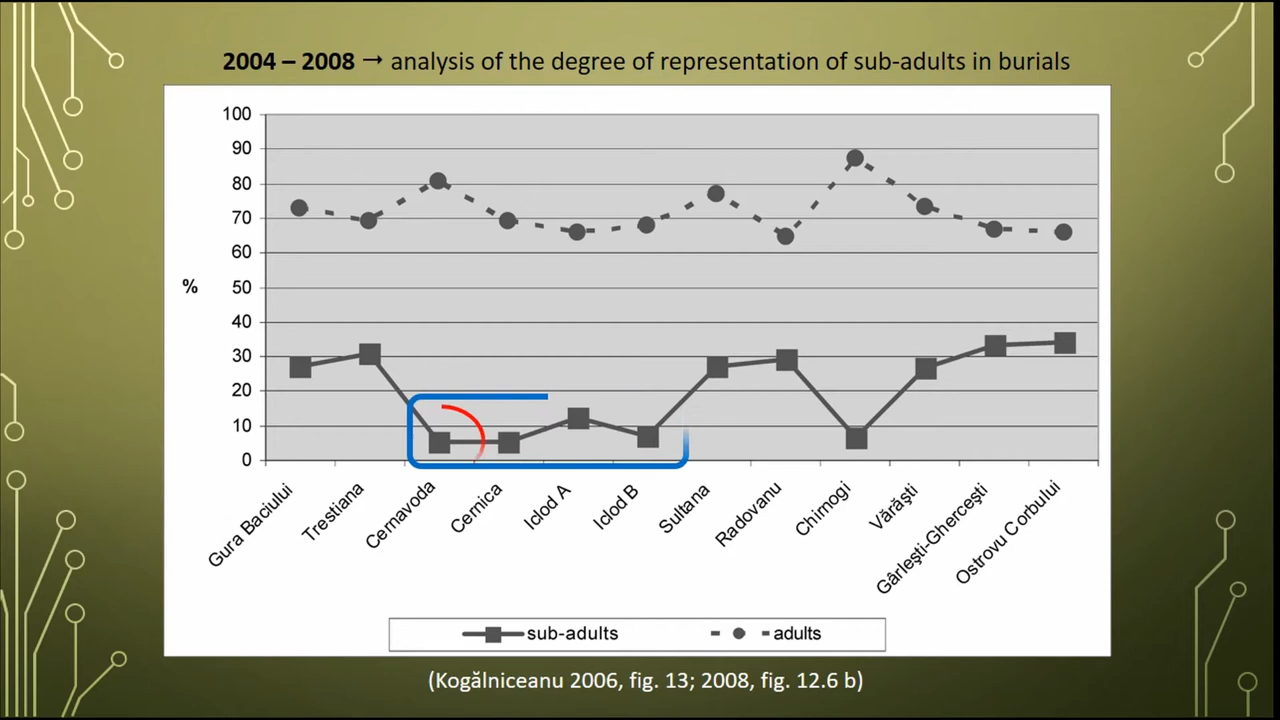 2004 – 2008 → analysis of the degree of representation of sub-adults in burials
100
90
80
70
60
50
40
30
20
10
0
%
Gura Baciului
Trestiana
Cernavoda
Cernica
Iclod A
Iclod B
Sultana
Radovanu
Chirnogi
Vărăşti
Gârleşti-Gherceşti
Ostrovu Corbului
sub-adults
adults
(Kogălniceanu 2006, fig. 13; 2008, fig. 12.6 b)